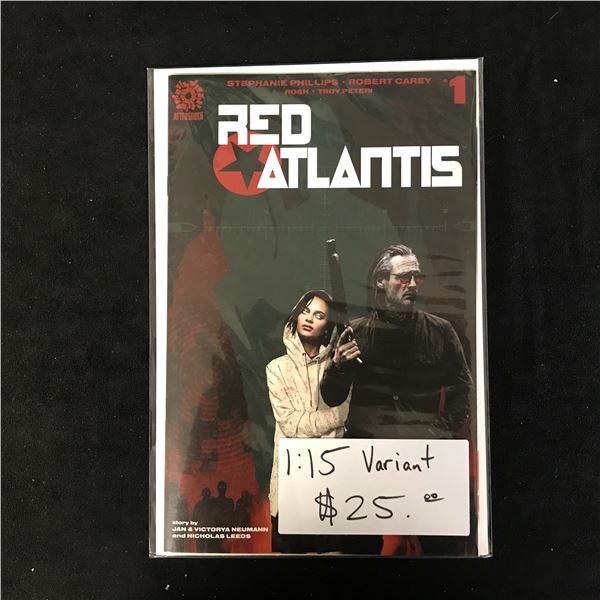 AFTERSHOCK
STEPHANIE PHILLIPS · ROBERT CAREY
ROSH · TROY PETERI
#1
RED
ATLANTIS
1:15 Variant
$25.00
story by
JAN & VICTORYA NEUMANN
and NICHOLAS LEEDS